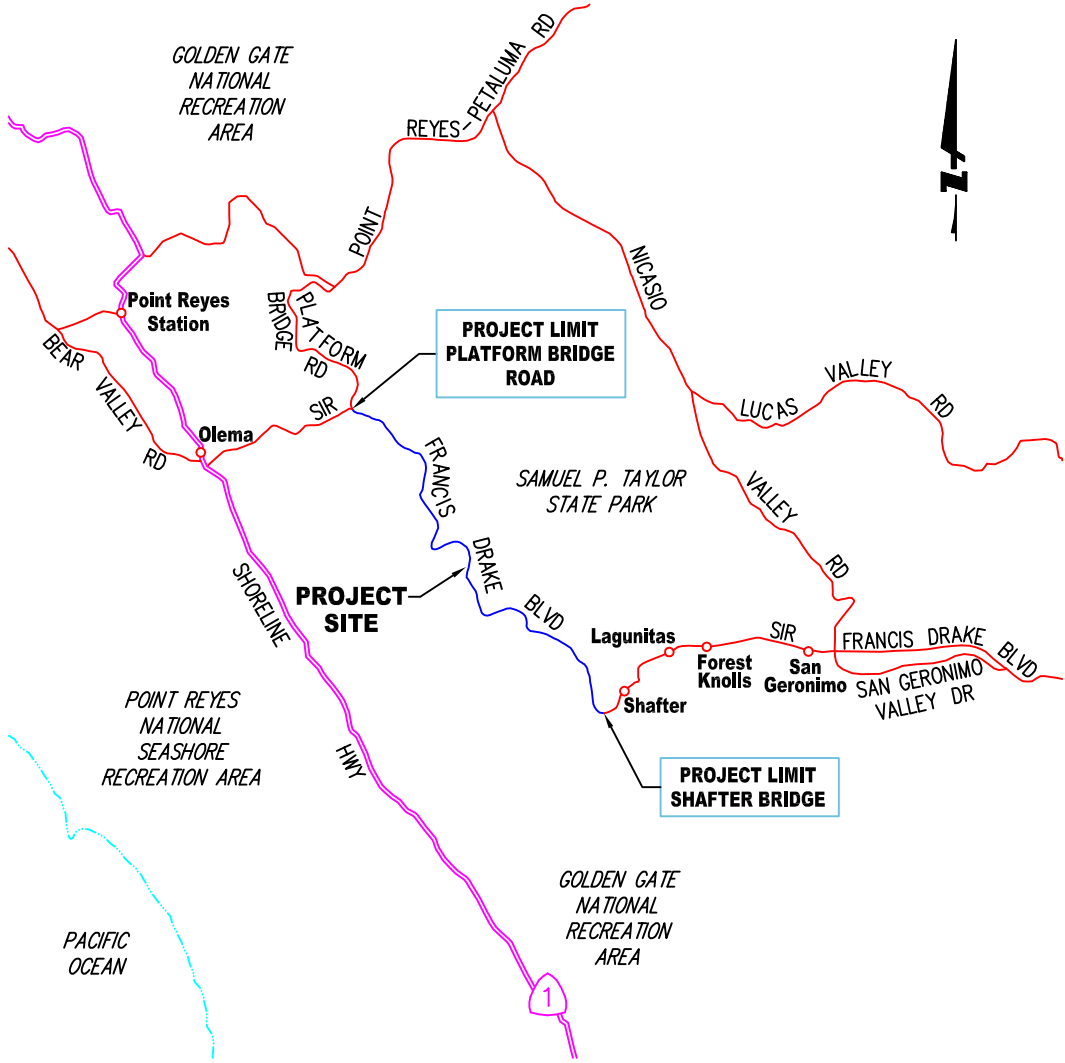 GOLDEN GATE
NATIONAL
RECREATION
AREA
POINT REYES-PETALUMA RD
N
Point Reyes
Station
PLATFORM
BRIDGE RD
NICASIO VALLEY RD
PROJECT LIMIT
PLATFORM BRIDGE
ROAD
BEAR VALLEY RD
LUCAS VALLEY RD
Olema
SIR FRANCIS DRAKE BLVD
SAMUEL P. TAYLOR
STATE PARK
PROJECT
SITE
SHORELINE HWY
Lagunitas
Forest
Knolls
San
Geronimo
Shafter
SIR FRANCIS DRAKE BLVD
SAN GERONIMO
VALLEY DR
POINT REYES
NATIONAL
SEASHORE
RECREATION AREA
PROJECT LIMIT
SHAFTER BRIDGE
GOLDEN GATE
NATIONAL
RECREATION
AREA
PACIFIC
OCEAN
1